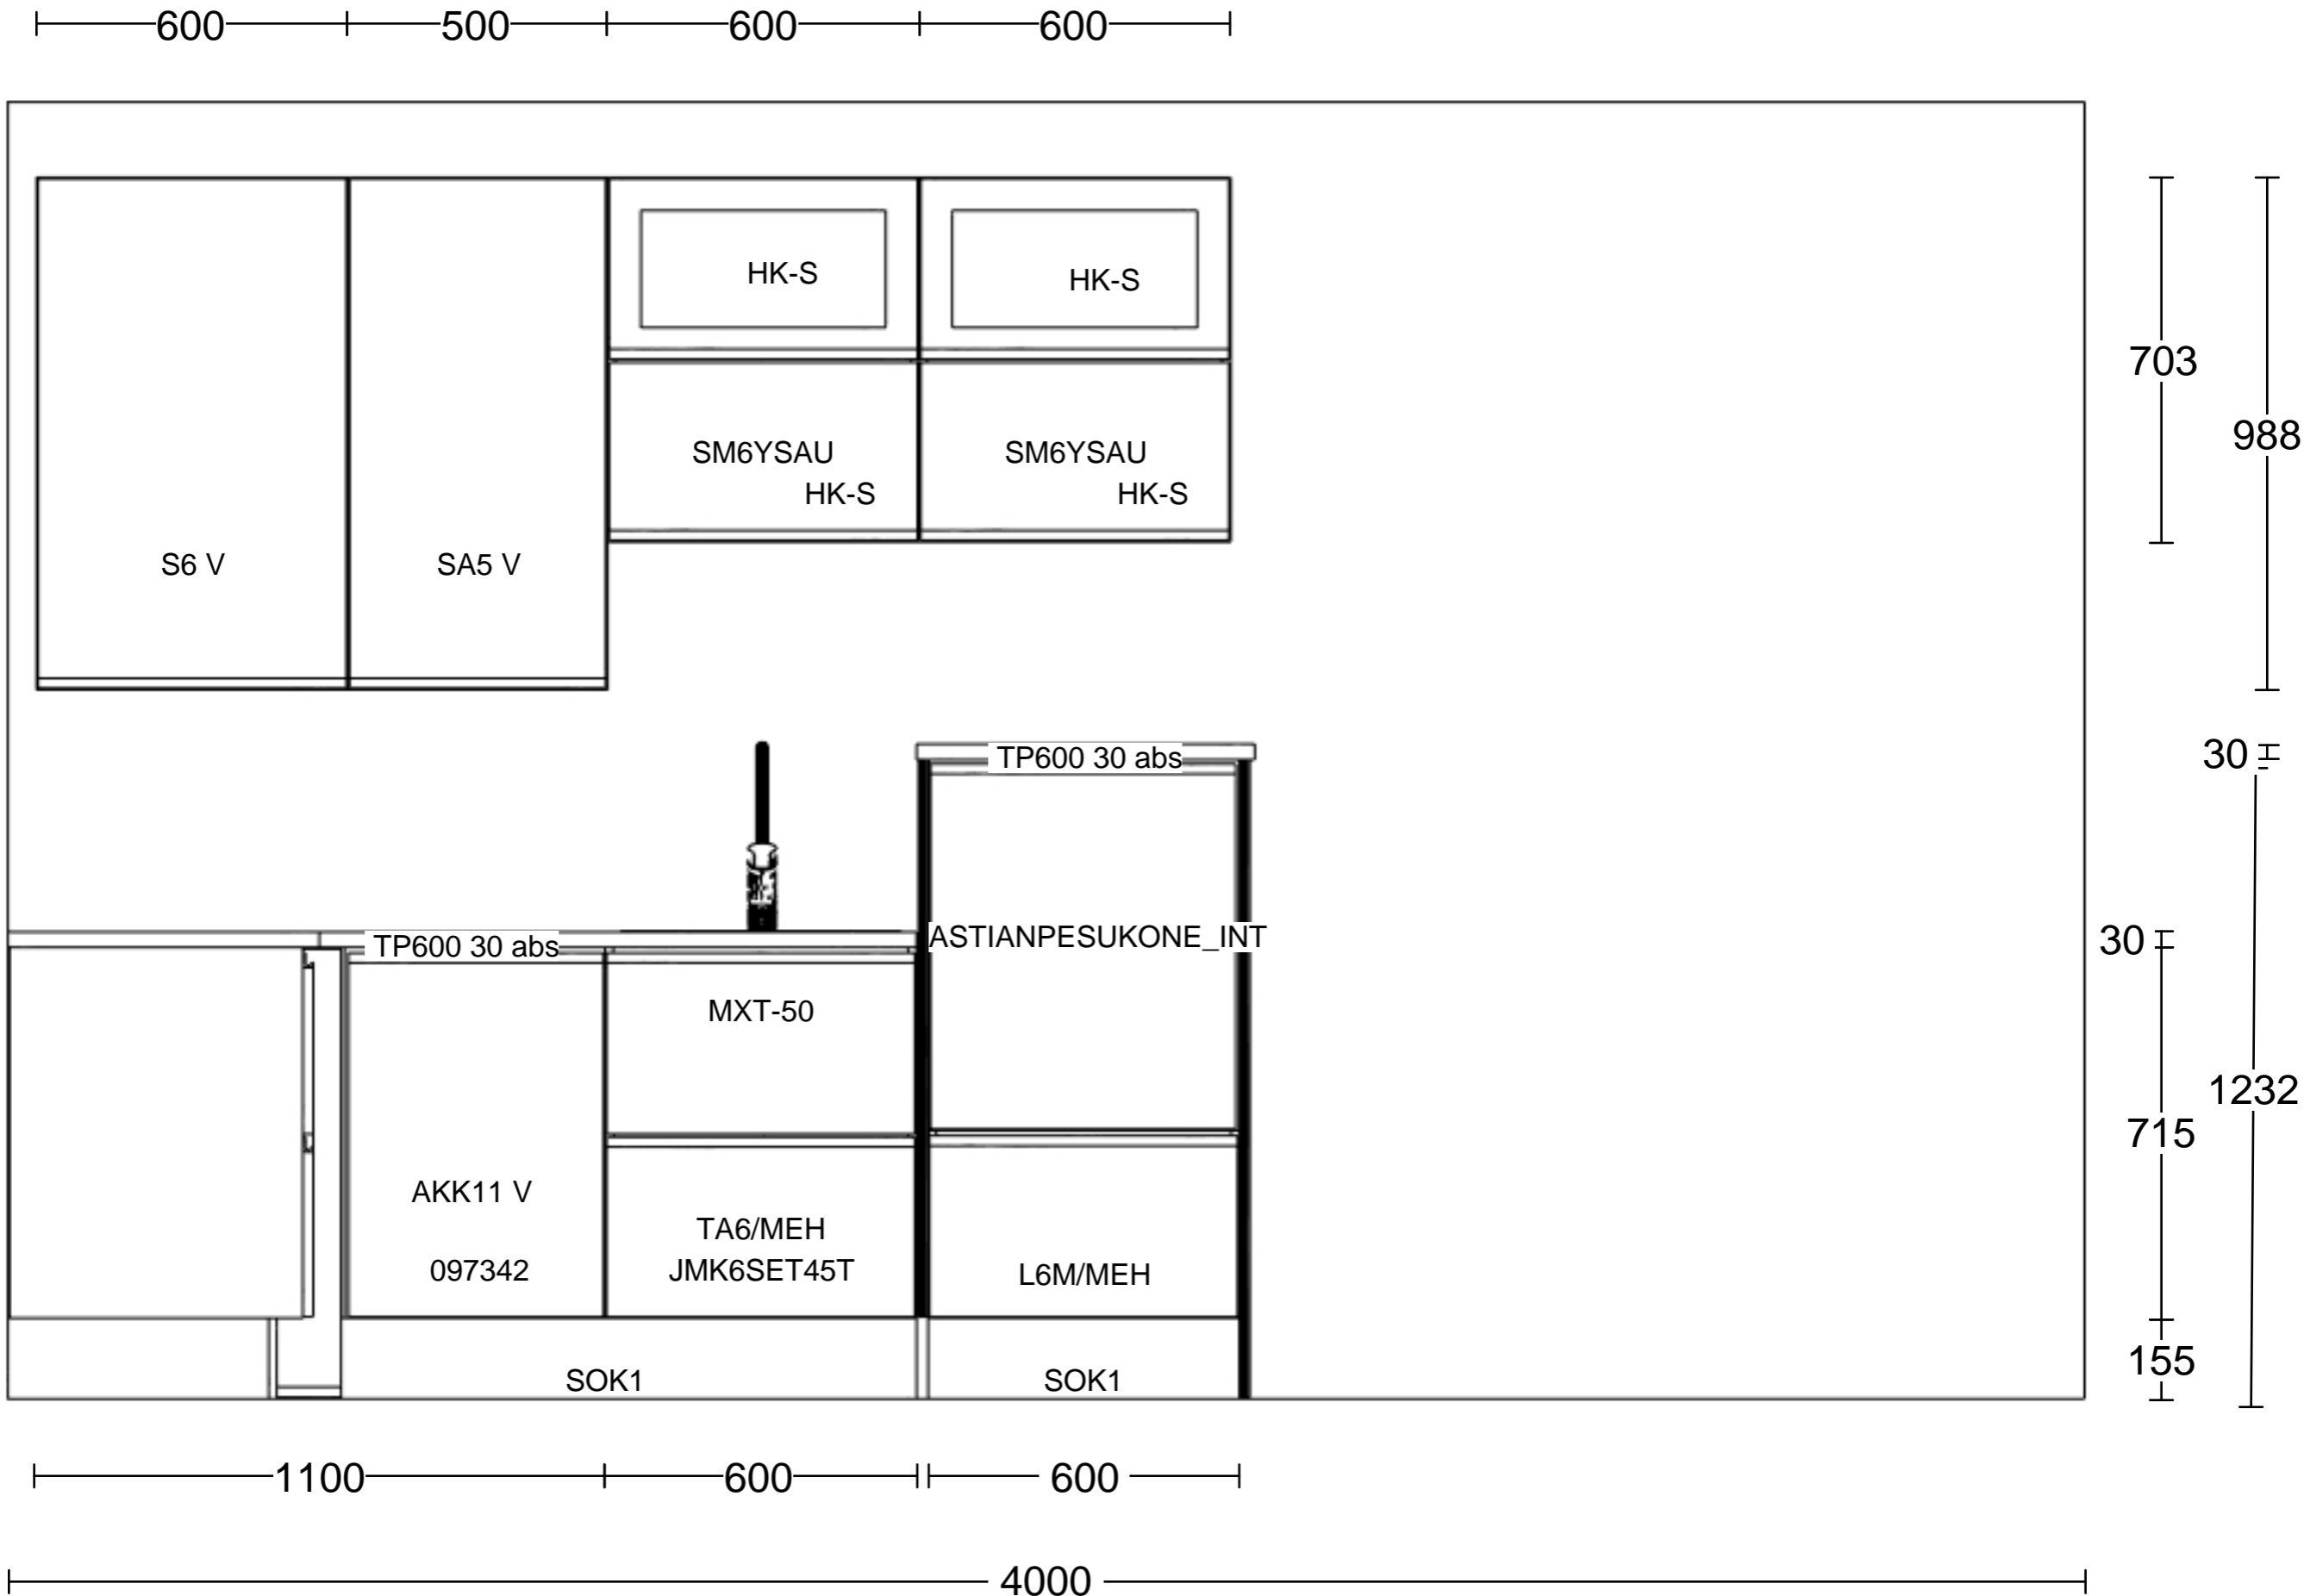 600 500 600 600
HK-S HK-S
703
988
SM6YSAU SM6YSAU
HK-S HK-S
S6 V SA5 V
30
TP600 30 abs
30
TP600 30 abs
ASTIANPESUKONE_INT
MXT-50
1232
715
AKK11 V
TA6/MEH
097342
JMK6SET45T
L6M/MEH
155
SOK1 SOK1
1100 600 600
4000